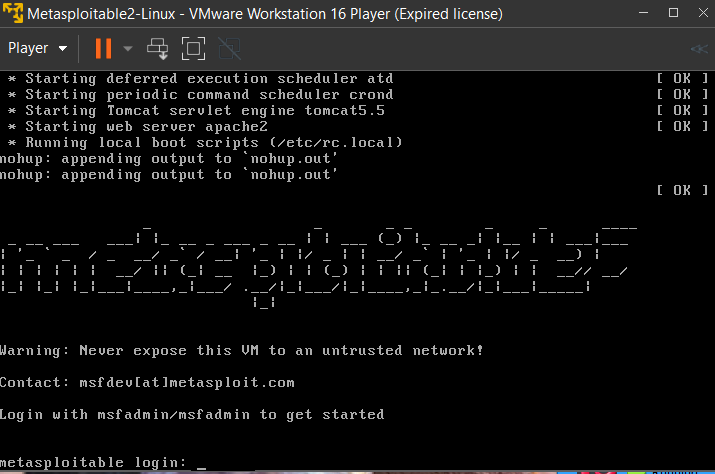 Metasploitable2-Linux - VMware Workstation 16 Player (Expired license)
Player
* Starting deferred execution scheduler atd [ OK ]
* Starting periodic command scheduler crond [ OK ]
* Starting Tomcat servlet engine tomcat5.5 [ OK ]
* Starting web server apache2 [ OK ]
* Running local boot scripts (/etc/rc.local)
nohup: appending output to `nohup.out'
nohup: appending output to `nohup.out'
[ OK ]
metasploitable2
Warning: Never expose this VM to an untrusted network!
Contact: msfdev[at]metasploit.com
Login with msfadmin/msfadmin to get started
metasploitable login: _